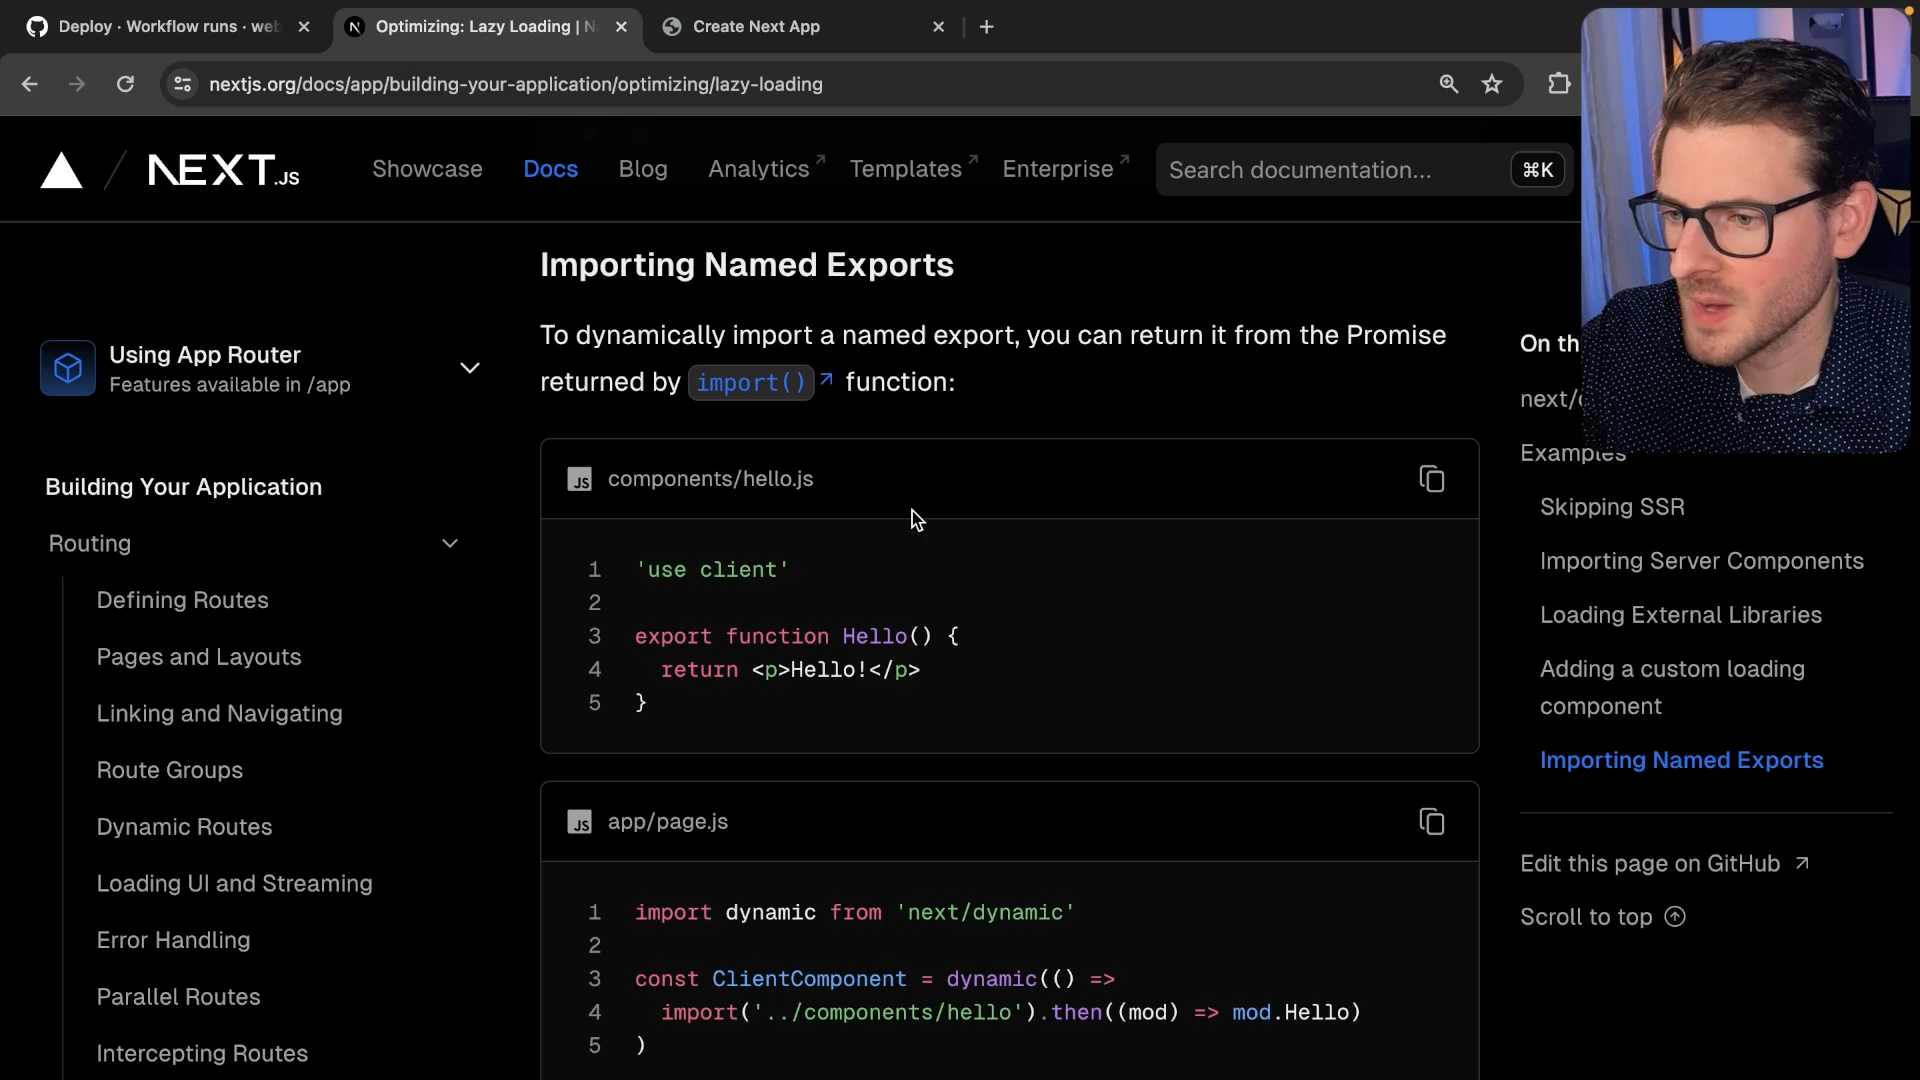 Deploy · Workflow runs · web
Optimizing: Lazy Loading | N
Create Next App
nextjs.org/docs/app/building-your-application/optimizing/lazy-loading
NEXT.JS
Showcase
Docs
Blog
Analytics
Templates
Enterprise
Search documentation...
⌘K
Using App Router
Features available in /app
Building Your Application
Routing
Defining Routes
Pages and Layouts
Linking and Navigating
Route Groups
Dynamic Routes
Loading UI and Streaming
Error Handling
Parallel Routes
Intercepting Routes
Importing Named Exports
To dynamically import a named export, you can return it from the Promise
returned by import() function:
JS components/hello.js
1 'use client'
2
3 export function Hello() {
4 return <p>Hello!</p>
5 }
JS app/page.js
1 import dynamic from 'next/dynamic'
2
3 const ClientComponent = dynamic(() =>
4 import('../components/hello').then((mod) => mod.Hello)
5 )
On th
next/
Examples
Skipping SSR
Importing Server Components
Loading External Libraries
Adding a custom loading
component
Importing Named Exports
Edit this page on GitHub
Scroll to top